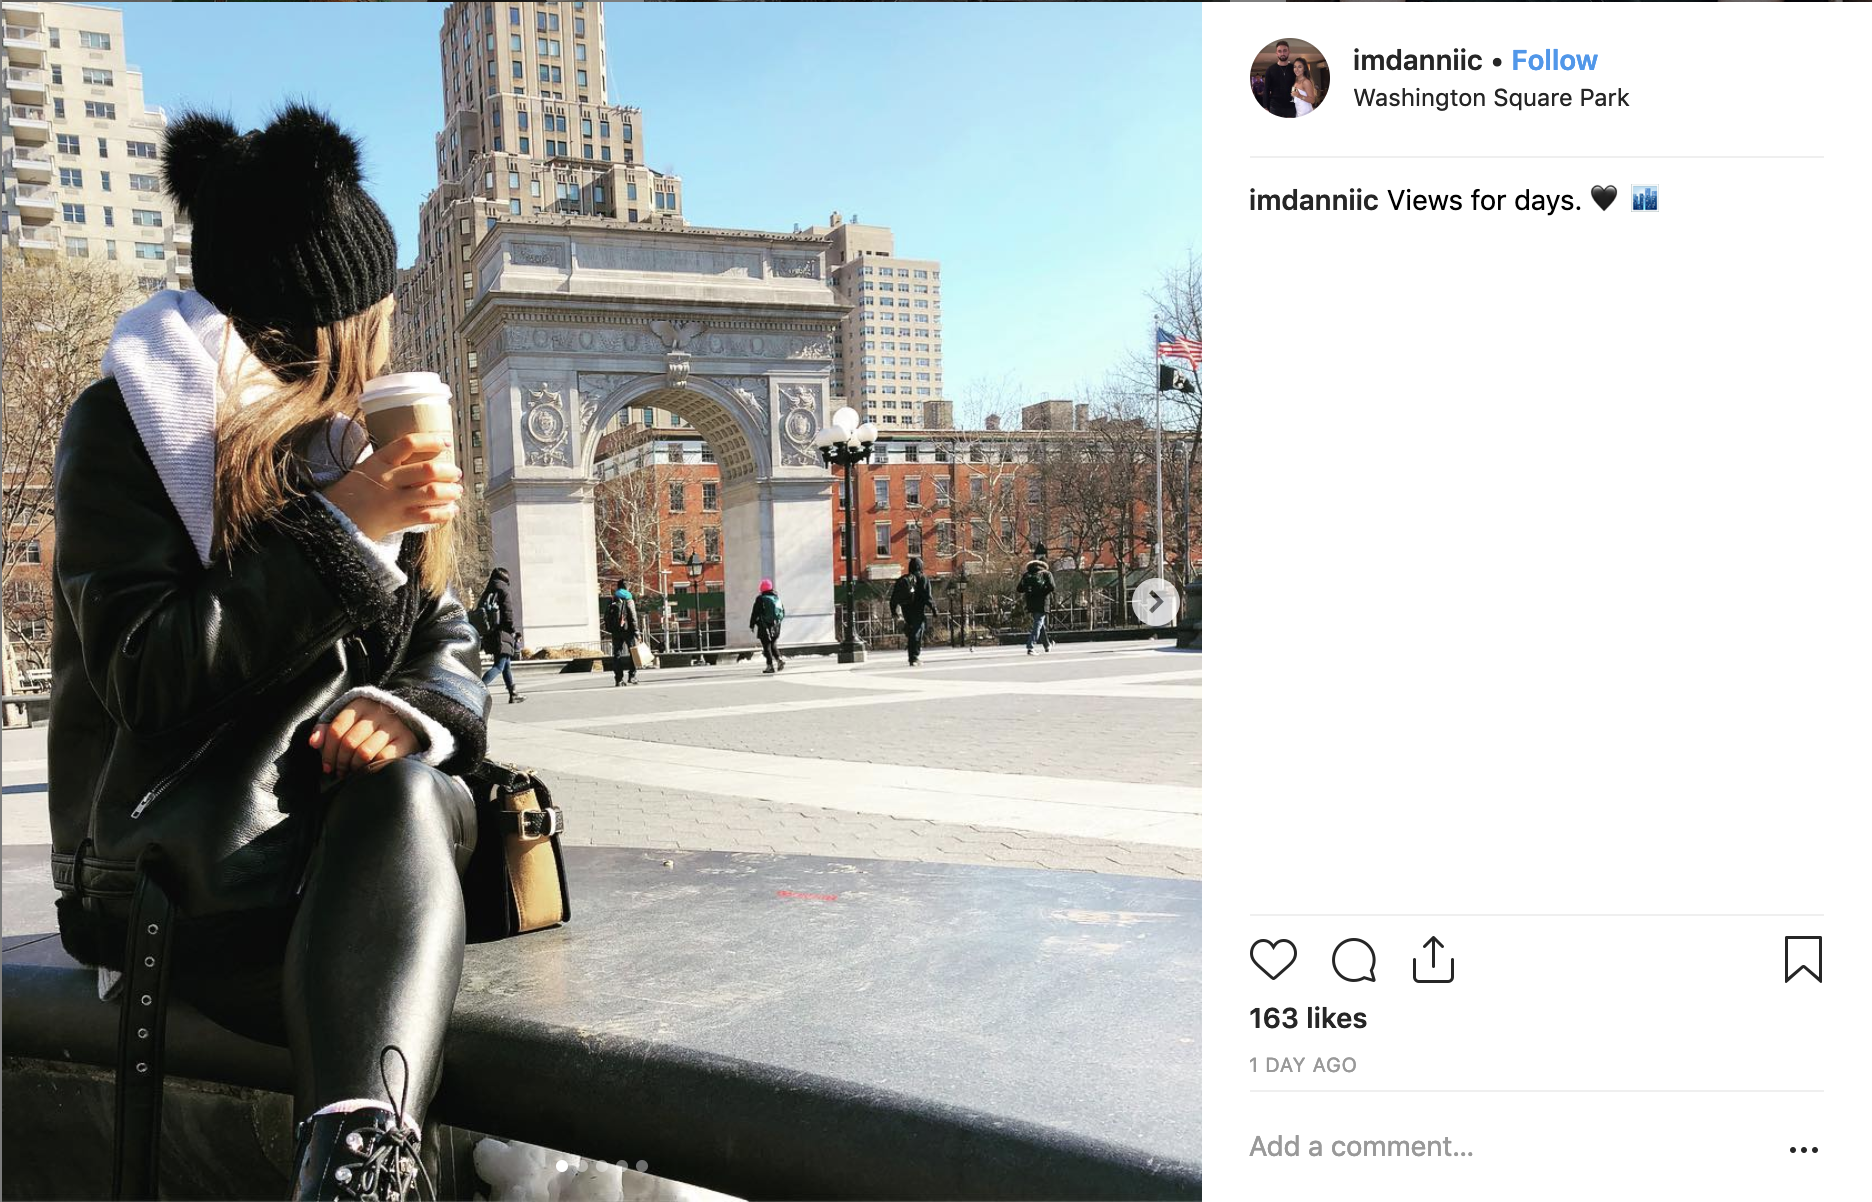 imdanniic • Follow
Washington Square Park
imdanniic Views for days. 🖤 🏙️
163 likes
1 DAY AGO
Add a comment...